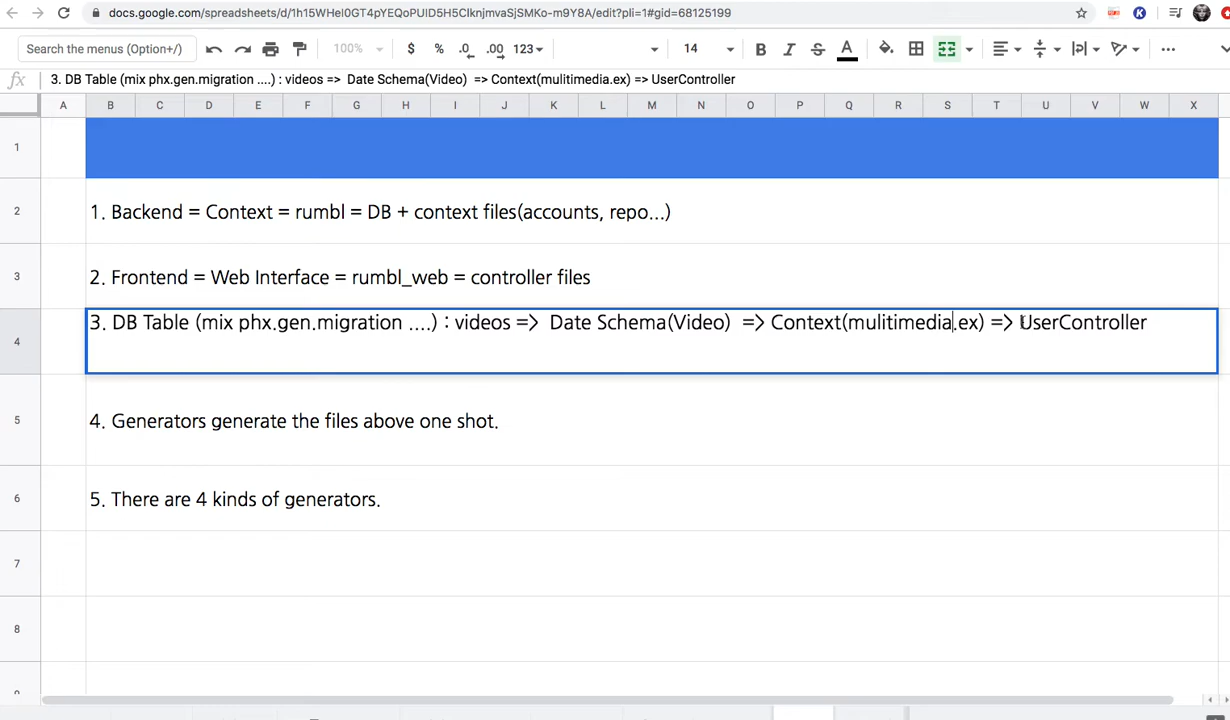 docs.google.com/spreadsheets/d/1h15WHeI0GT4pYEQoPUID5H5CIknjmvaSjSMKo-m9Y8A/edit?pli=1#gid=68125199
Search the menus (Option+/) 100% $ % .0 .00 123 14 B I S A
fx 3. DB Table (mix phx.gen.migration ....) : videos => Date Schema(Video) => Context(mulitimedia.ex) => UserController
A B C D E F G H I J K L M N O P Q R S T U V W X
1
2 1. Backend = Context = rumbl = DB + context files(accounts, repo...)
3 2. Frontend = Web Interface = rumbl_web = controller files
4 3. DB Table (mix phx.gen.migration ....) : videos => Date Schema(Video) => Context(mulitimedia.ex) => UserController
5 4. Generators generate the files above one shot.
6 5. There are 4 kinds of generators.
7
8